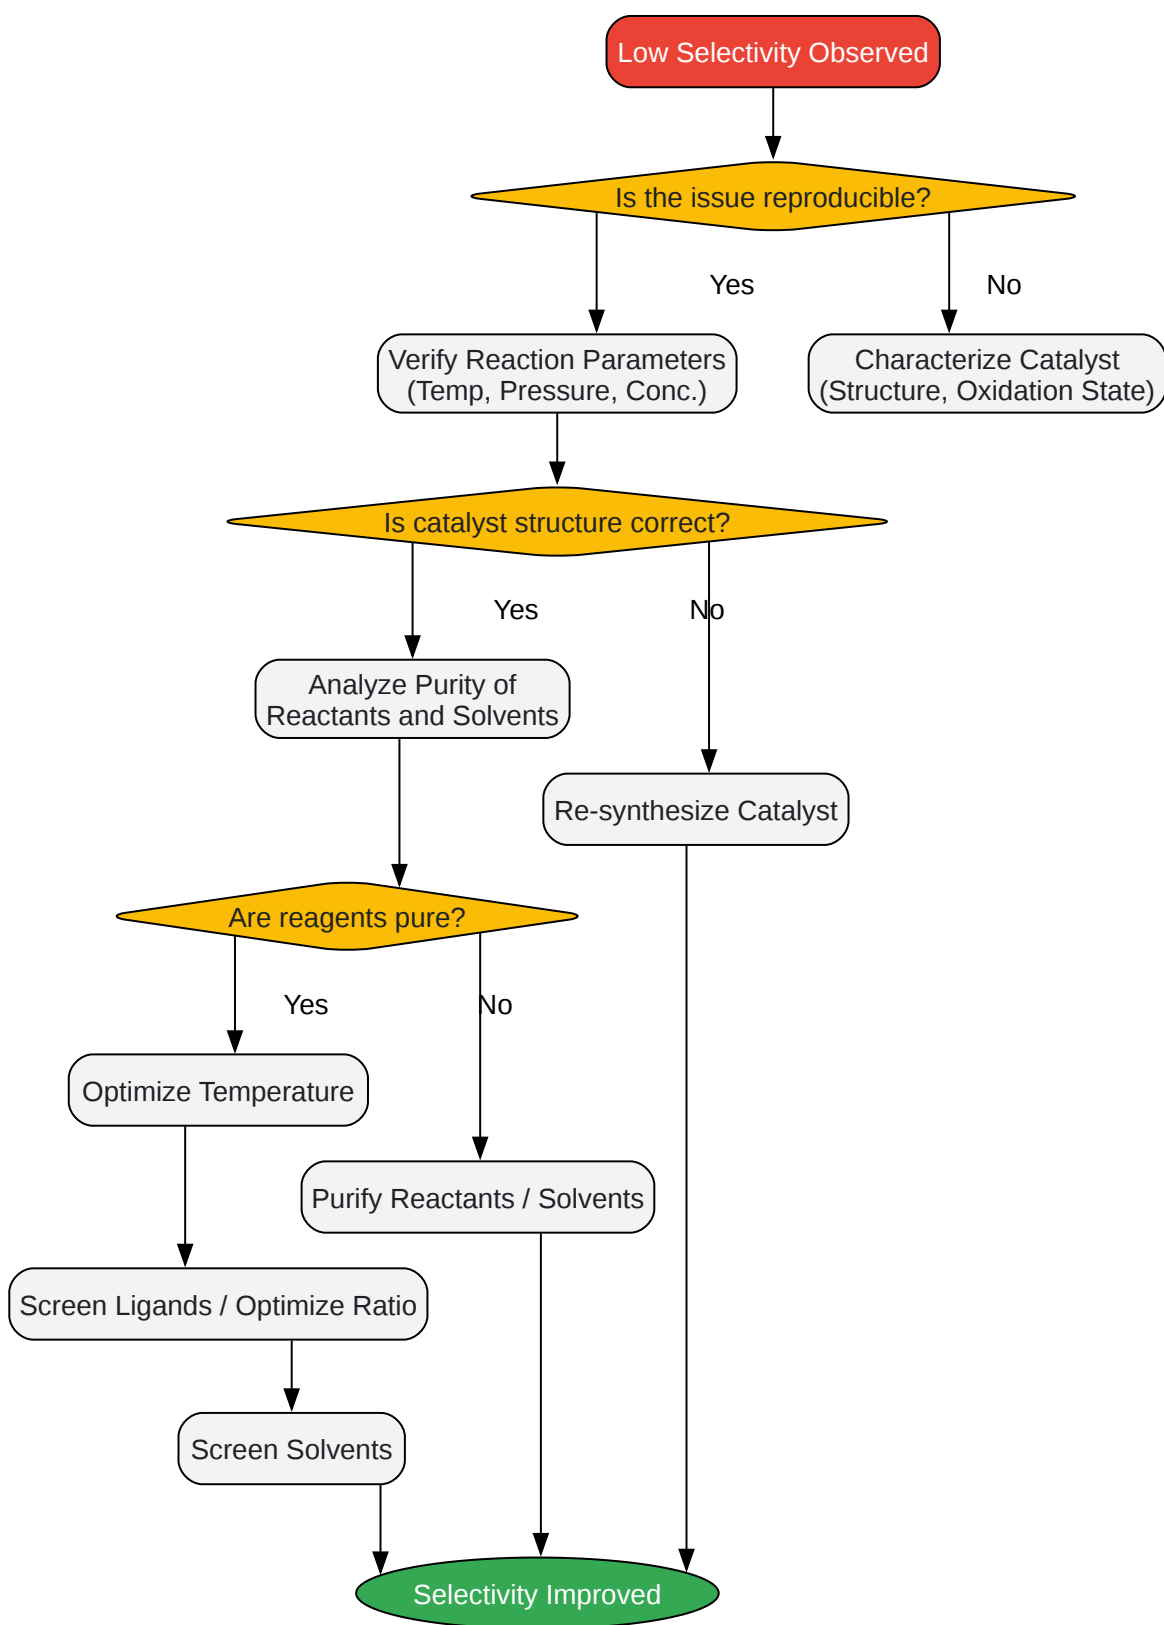 Low Selectivity Observed
Is the issue reproducible?
Yes
No
Verify Reaction Parameters
(Temp, Pressure, Conc.)
Characterize Catalyst
(Structure, Oxidation State)
Is catalyst structure correct?
Yes
No
Analyze Purity of
Reactants and Solvents
Re-synthesize Catalyst
Are reagents pure?
Yes
No
Optimize Temperature
Purify Reactants / Solvents
Screen Ligands / Optimize Ratio
Screen Solvents
Selectivity Improved